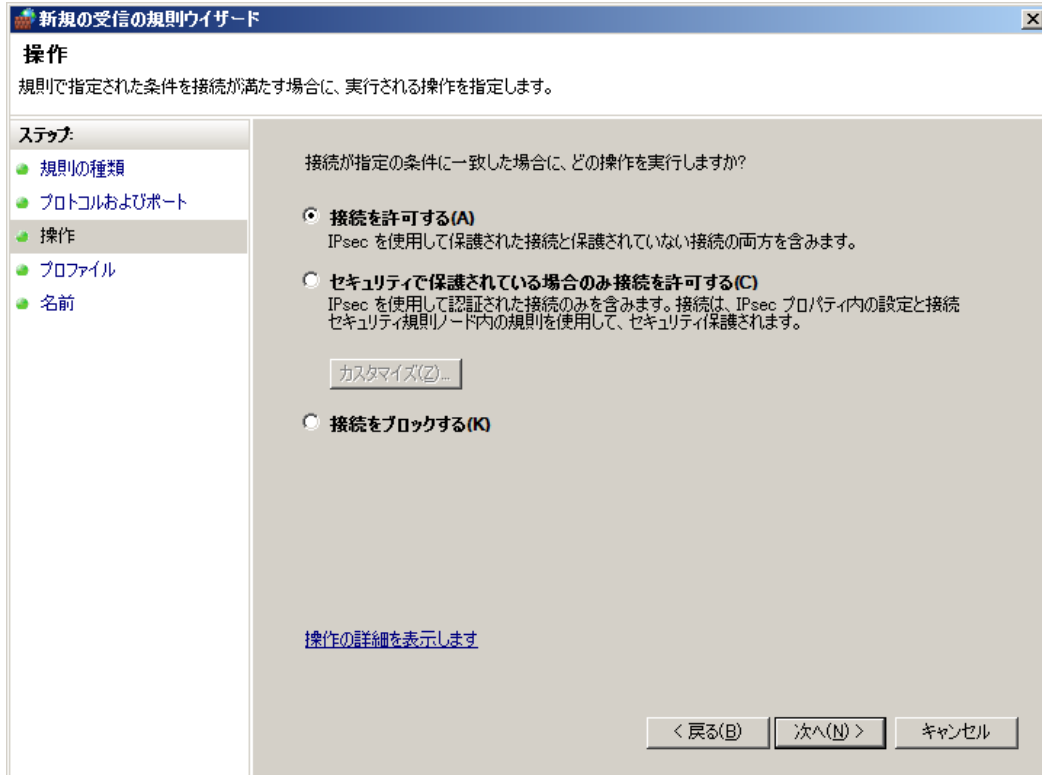 新規の受信の規則ウィザード
操作
規則で指定された条件を接続が満たす場合に、実行される操作を指定します。
ステップ:
規則の種類
プロトコルおよびポート
操作
プロファイル
名前
接続が指定の条件に一致した場合に、どの操作を実行しますか?
接続を許可する(A)
IPsec を使用して保護された接続と保護されていない接続の両方を含みます。
セキュリティで保護されている場合のみ接続を許可する(C)
IPsec を使用して認証された接続のみを含みます。接続は、IPsec プロパティ内の設定と接続
セキュリティ規則ノード内の規則を使用して、セキュリティ保護されます。
カスタマイズ(Z)...
接続をブロックする(K)
操作の詳細を表示します
< 戻る(B)
次へ(N) >
キャンセル